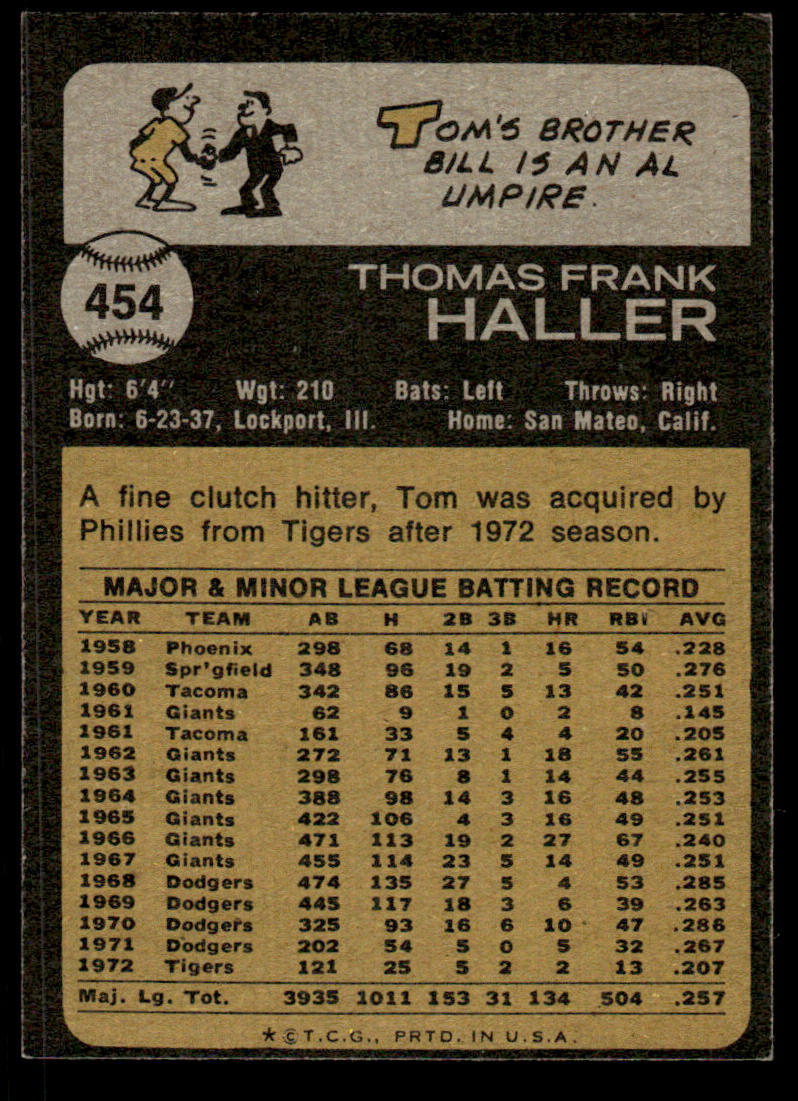 TOM'S BROTHER
BILL IS AN AL
UMPIRE.
454
THOMAS FRANK
HALLER
Hgt: 6'4" Wgt: 210 Bats: Left Throws: Right
Born: 6-23-37, Lockport, Ill. Home: San Mateo, Calif.
A fine clutch hitter, Tom was acquired by
Phillies from Tigers after 1972 season.
MAJOR & MINOR LEAGUE BATTING RECORD
YEAR TEAM AB H 2B 3B HR RBI AVG
1958 Phoenix 298 68 14 1 16 54 .228
1959 Spr'gfield 348 96 19 2 5 50 .276
1960 Tacoma 342 86 15 5 13 42 .251
1961 Giants 62 9 1 0 2 8 .145
1961 Tacoma 161 33 5 4 4 20 .205
1962 Giants 272 71 13 1 18 55 .261
1963 Giants 298 76 8 1 14 44 .255
1964 Giants 388 98 14 3 16 48 .253
1965 Giants 422 106 4 3 16 49 .251
1966 Giants 471 113 19 2 27 67 .240
1967 Giants 455 114 23 5 14 49 .251
1968 Dodgers 474 135 27 5 4 53 .285
1969 Dodgers 445 117 18 3 6 39 .263
1970 Dodgers 325 93 16 6 10 47 .286
1971 Dodgers 202 54 5 0 5 32 .267
1972 Tigers 121 25 5 2 2 13 .207
Maj. Lg. Tot. 3935 1011 153 31 134 504 .257
* © T.C.G., PRTD. IN U.S.A.